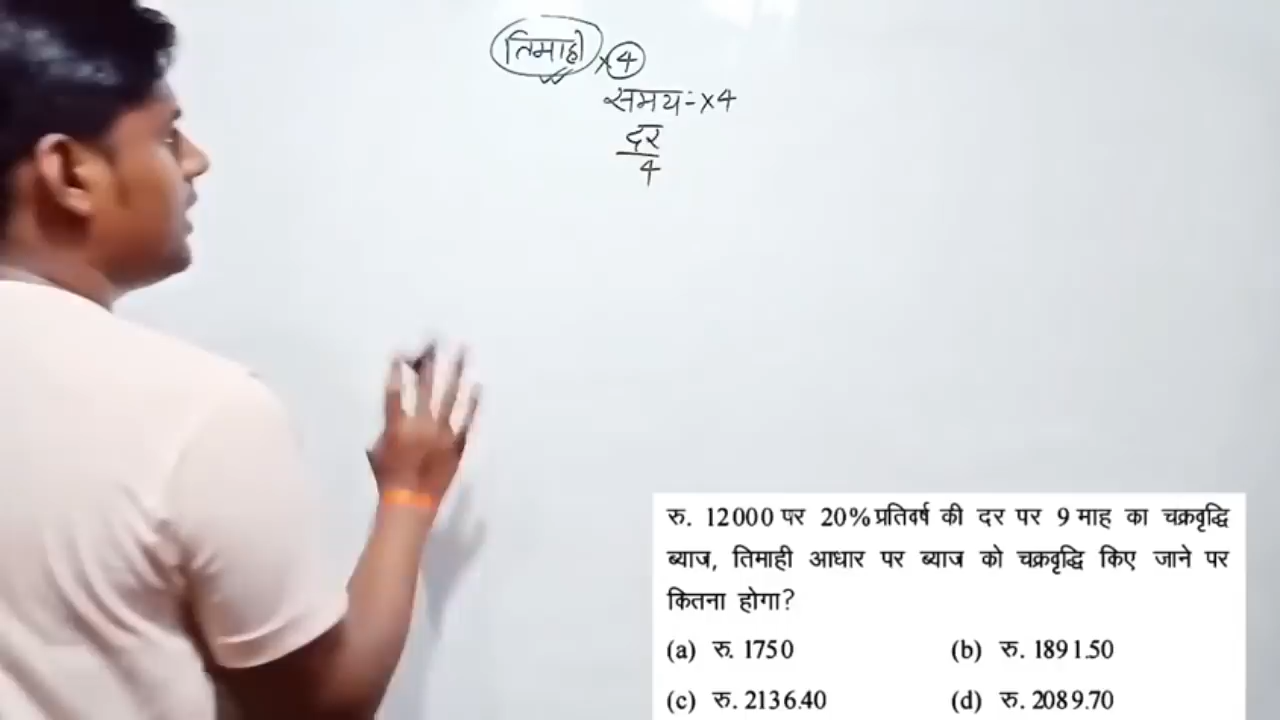 तिमाही ×4
समय = ×4
दर
4
रु. 12000 पर 20% प्रतिवर्ष की दर पर 9 माह का चक्रवृद्धि
ब्याज, तिमाही आधार पर ब्याज को चक्रवृद्धि किए जाने पर
कितना होगा?
(a) रु. 1750 (b) रु. 1891.50
(c) रु. 2136.40 (d) रु. 2089.70